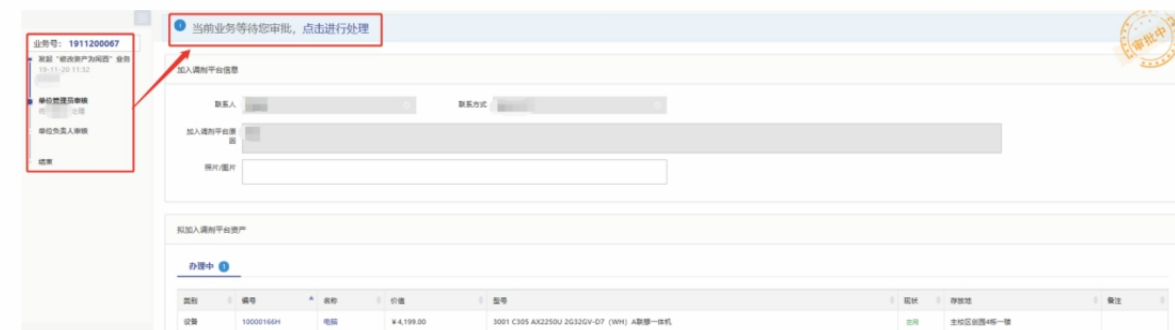 当前业务等待您审批，点击进行处理
审批中
业务号： 1911200067
发起“修改资产为闲置”业务
19-11-20 11:32
单位管理员审核
单位负责人审核
结束
加入调剂平台信息
联系人
联系方式
加入调剂平台原
因
照片/图片
拟加入调剂平台资产
办理中 1
类别 编号 名称 价值 型号 现状 存放地 备注
设备 10000166H 电脑 ￥4,199.00 3001 C305 AX2250U 2G32GV-D7（WH）A联想一体机 在用 主校区创园4栋一楼